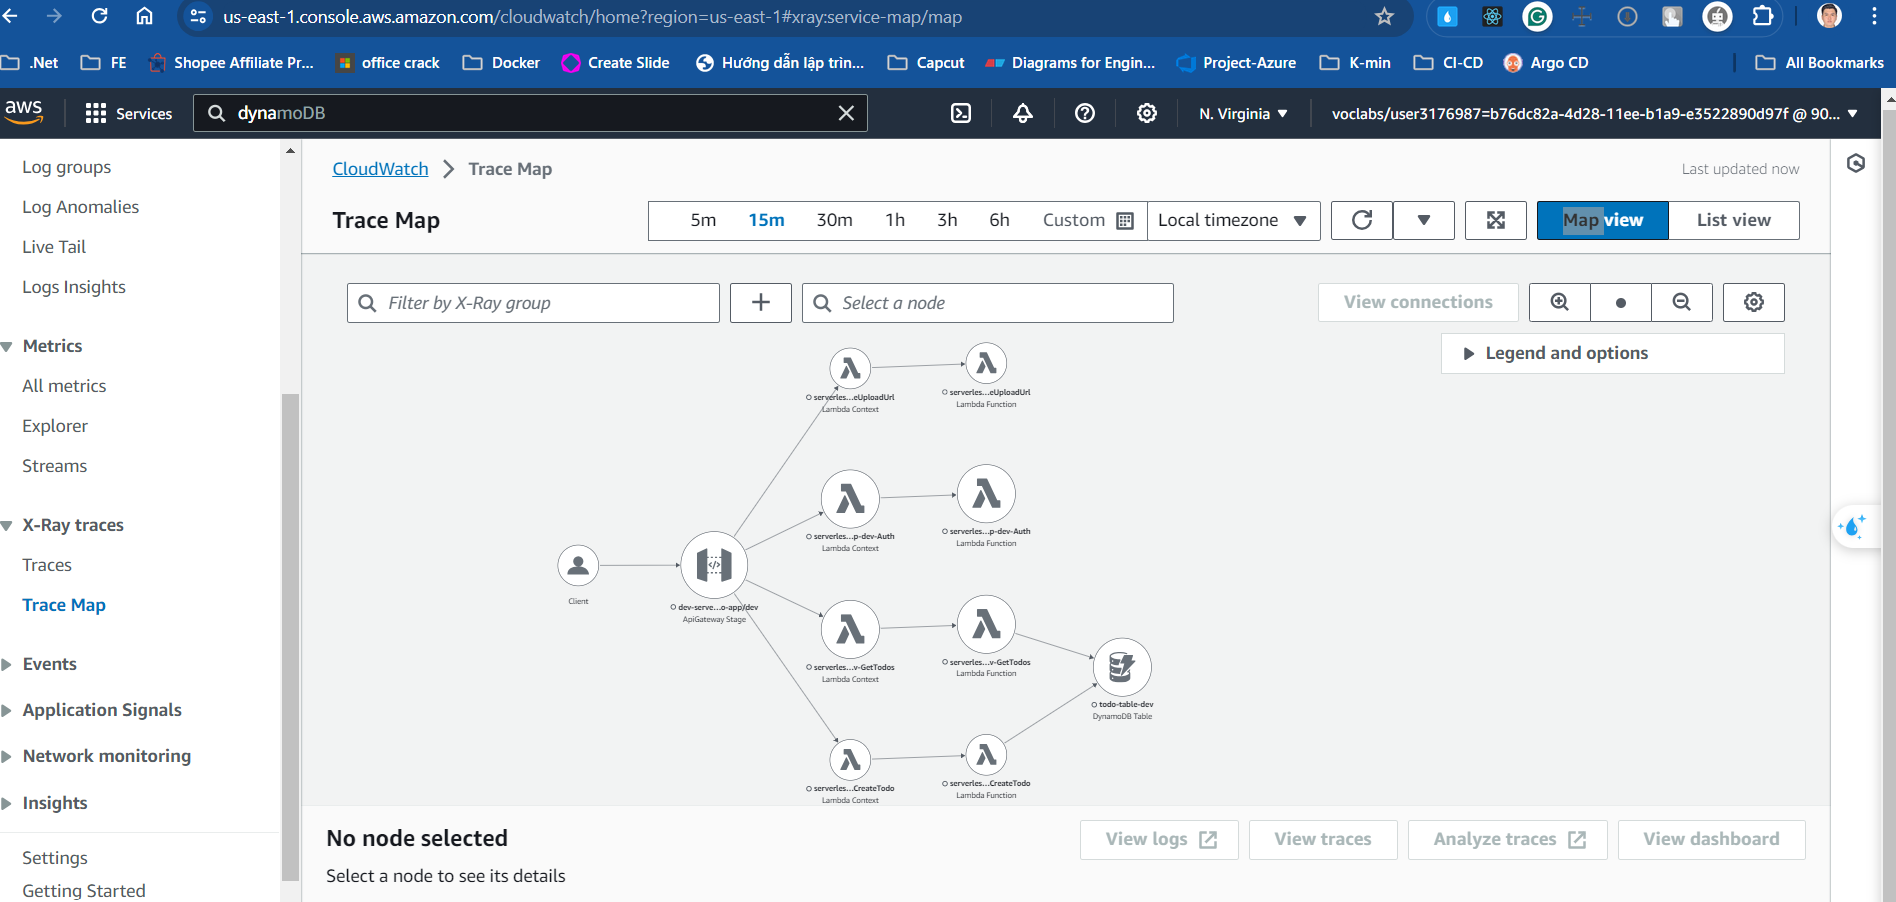 us-east-1.console.aws.amazon.com/cloudwatch/home?region=us-east-1#xray:service-map/map
.Net FE Shopee Affiliate Pr... office crack Docker Create Slide Hướng dẫn lập trìn... Capcut Diagrams for Engin... Project-Azure K-min CI-CD Argo CD All Bookmarks
aws Services dynamoDB N. Virginia voclabs/user3176987=b76dc82a-4d28-11ee-b1a9-e3522890d97f @ 90...
Log groups
Log Anomalies
Live Tail
Logs Insights
Metrics
All metrics
Explorer
Streams
X-Ray traces
Traces
Trace Map
Events
Application Signals
Network monitoring
Insights
Settings
Getting Started
CloudWatch Trace Map
Last updated now
Trace Map
5m 15m 30m 1h 3h 6h Custom Local timezone Map view List view
Filter by X-Ray group Select a node View connections
Legend and options
serverles...eUploadUrl
Lambda Context
serverles...eUploadUrl
Lambda Function
serverles...p-dev-Auth
Lambda Context
serverles...p-dev-Auth
Lambda Function
Client
dev-serve...o-app/dev
ApiGateway Stage
serverles...v-GetTodos
Lambda Context
serverles...v-GetTodos
Lambda Function
todo-table-dev
DynamoDB Table
serverles...CreateTodo
Lambda Context
serverles...CreateTodo
Lambda Function
No node selected
Select a node to see its details
View logs View traces Analyze traces View dashboard